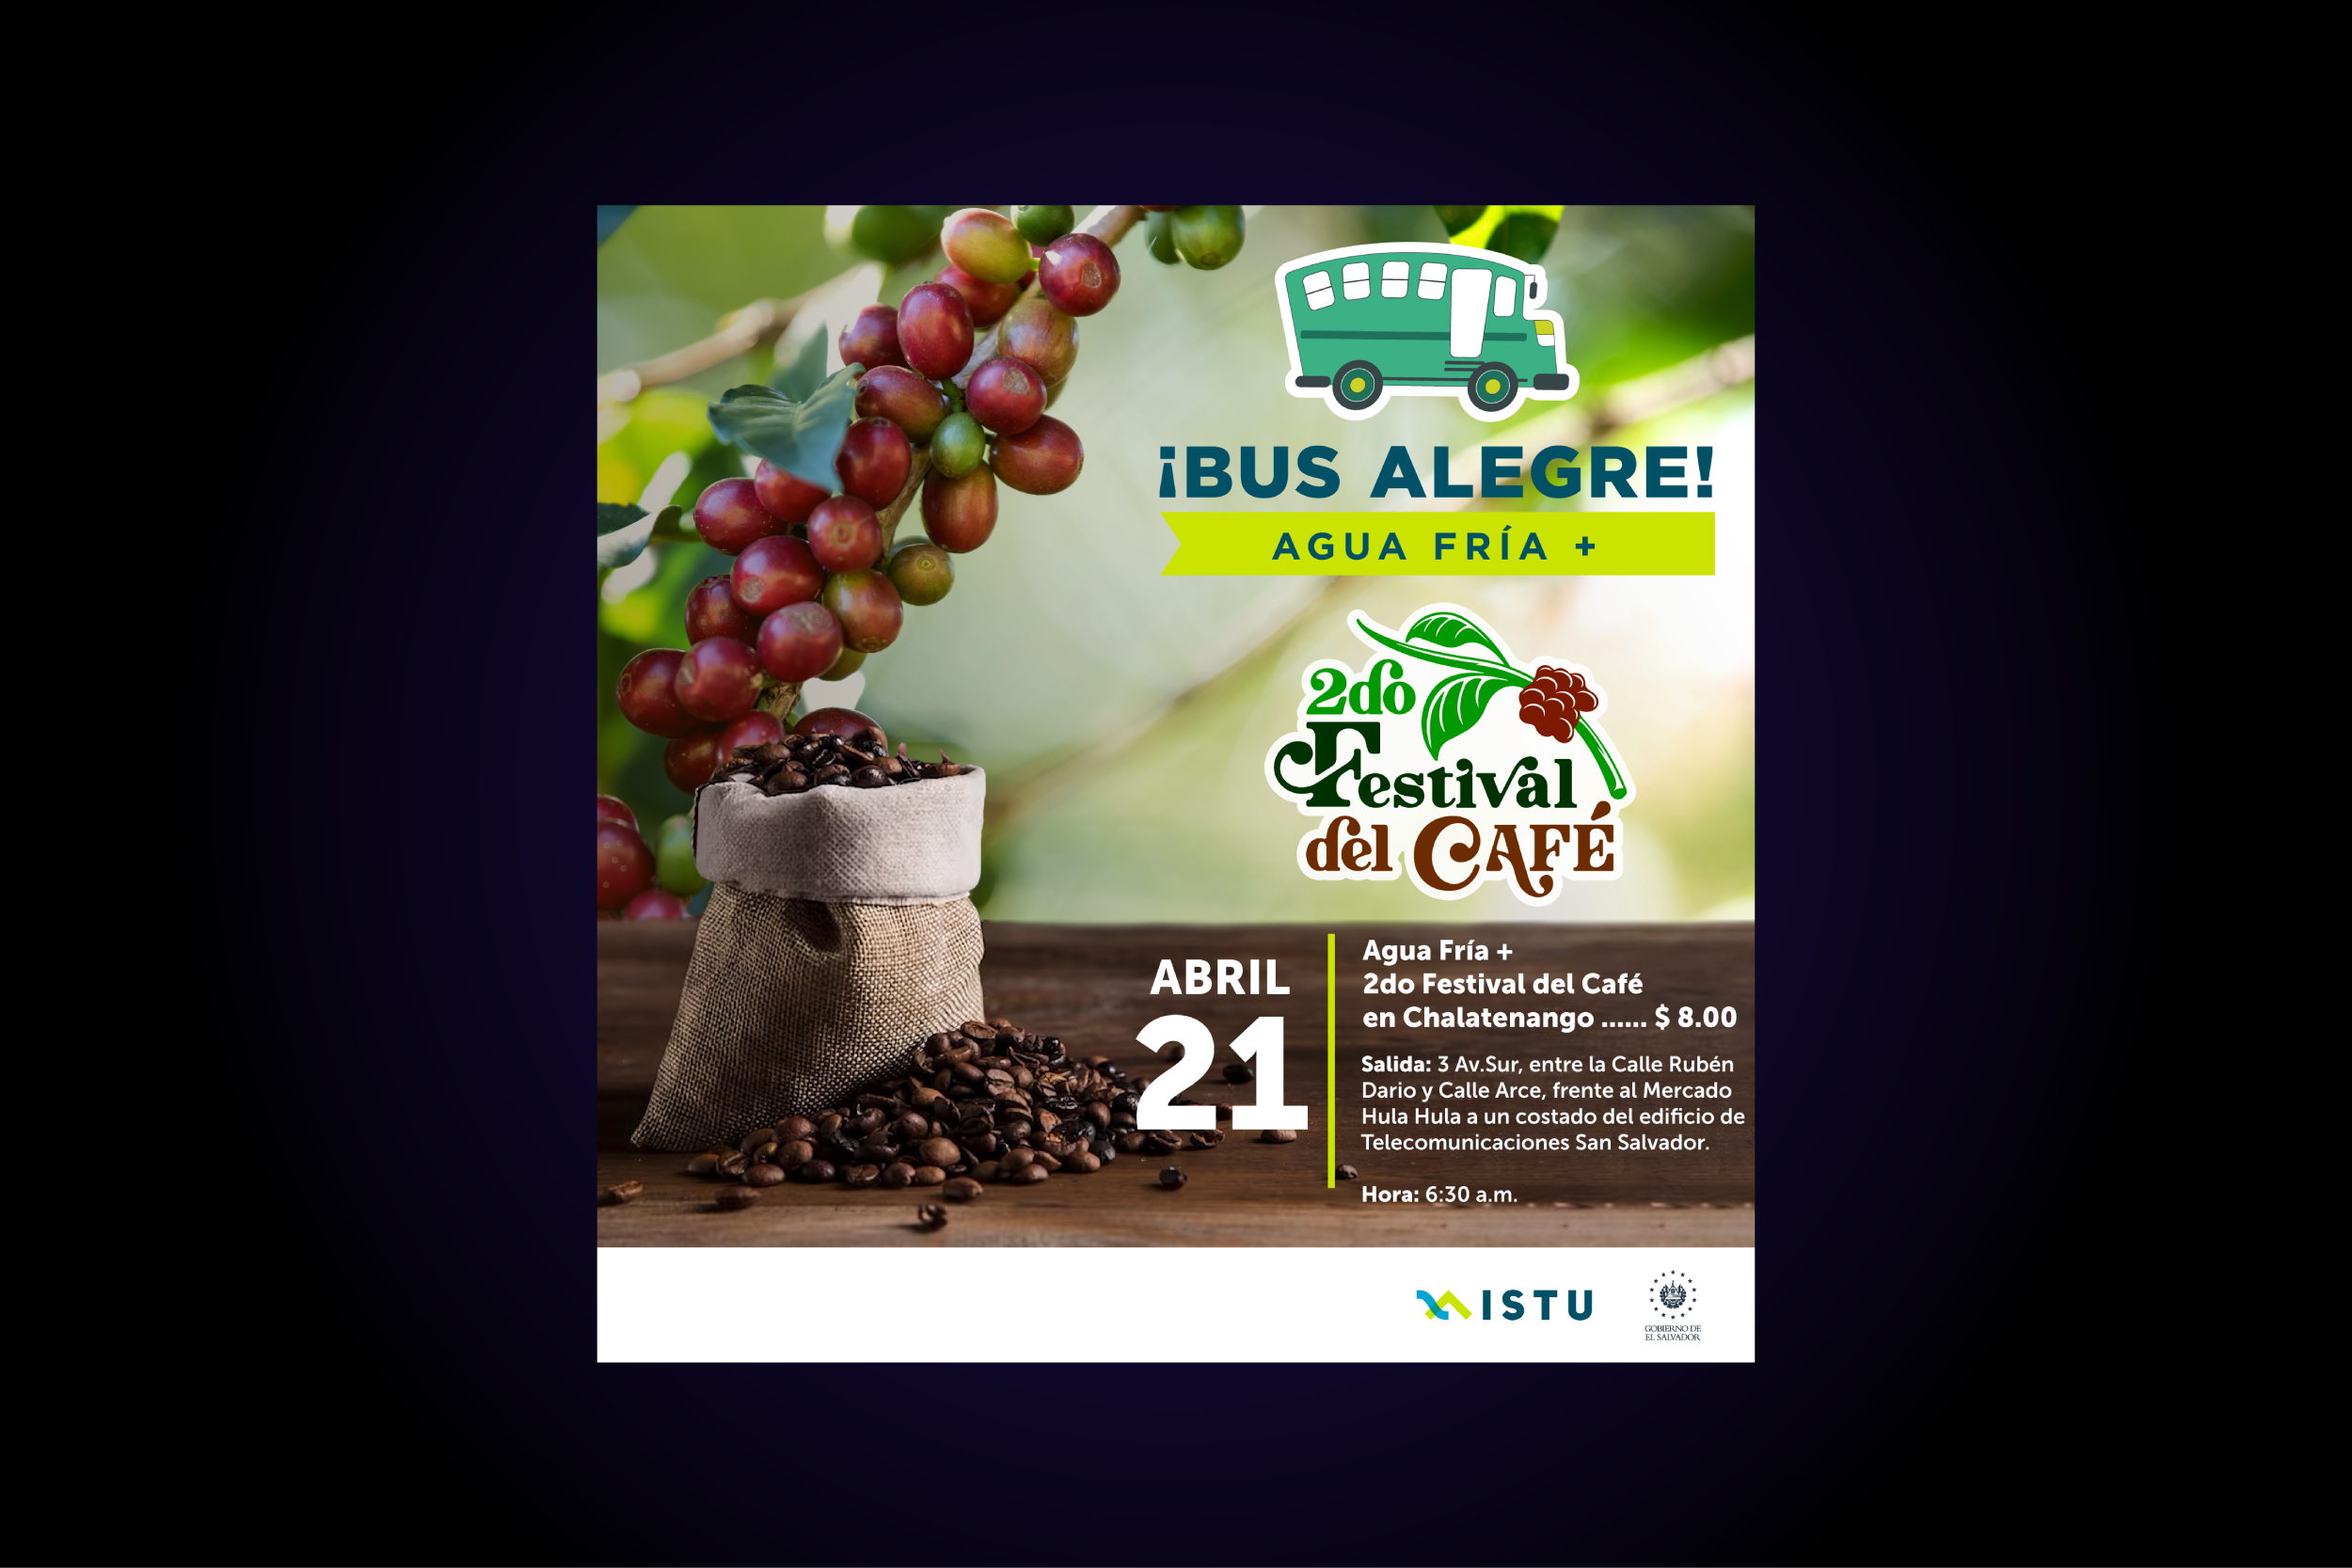 ¡BUS ALEGRE!
AGUA FRÍA +
2do
Festival
del CAFÉ
ABRIL
21
Agua Fría +
2do Festival del Café
en Chalatenango ...... $ 8.00
Salida: 3 Av.Sur, entre la Calle Rubén
Dario y Calle Arce, frente al Mercado
Hula Hula a un costado del edificio de
Telecomunicaciones San Salvador.
Hora: 6:30 a.m.
ISTU
GOBIERNO DE
EL SALVADOR